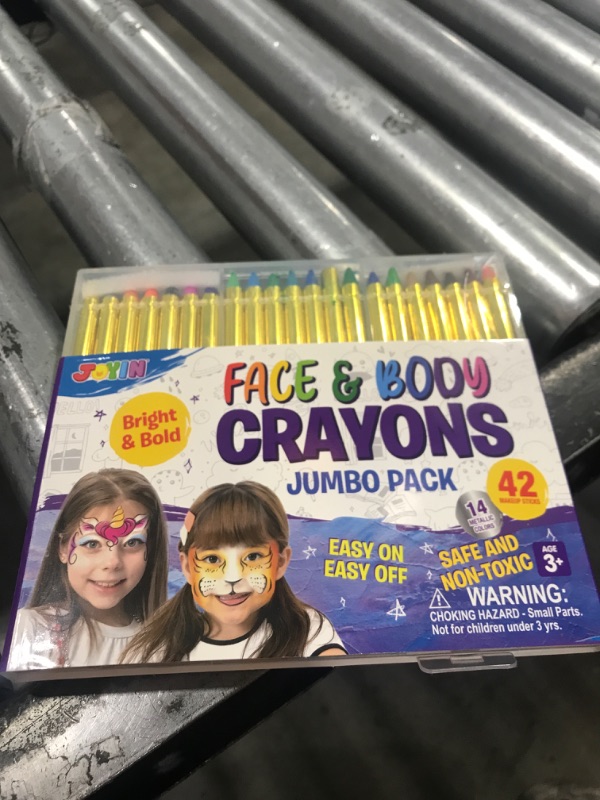 JOYIN
FACE & BODY
Bright
& Bold
CRAYONS
JUMBO PACK
42
MAKEUP STICKS
14
METALLIC
COLORS
EASY ON
EASY OFF
SAFE AND
NON-TOXIC
AGE
3+
WARNING:
CHOKING HAZARD - Small Parts.
Not for children under 3 yrs.